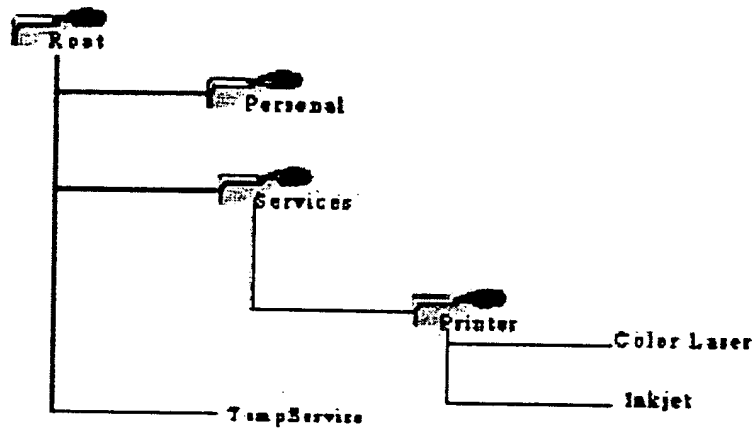 Root
Personal
Services
Printer
Color Laser
Inkjet
TempService